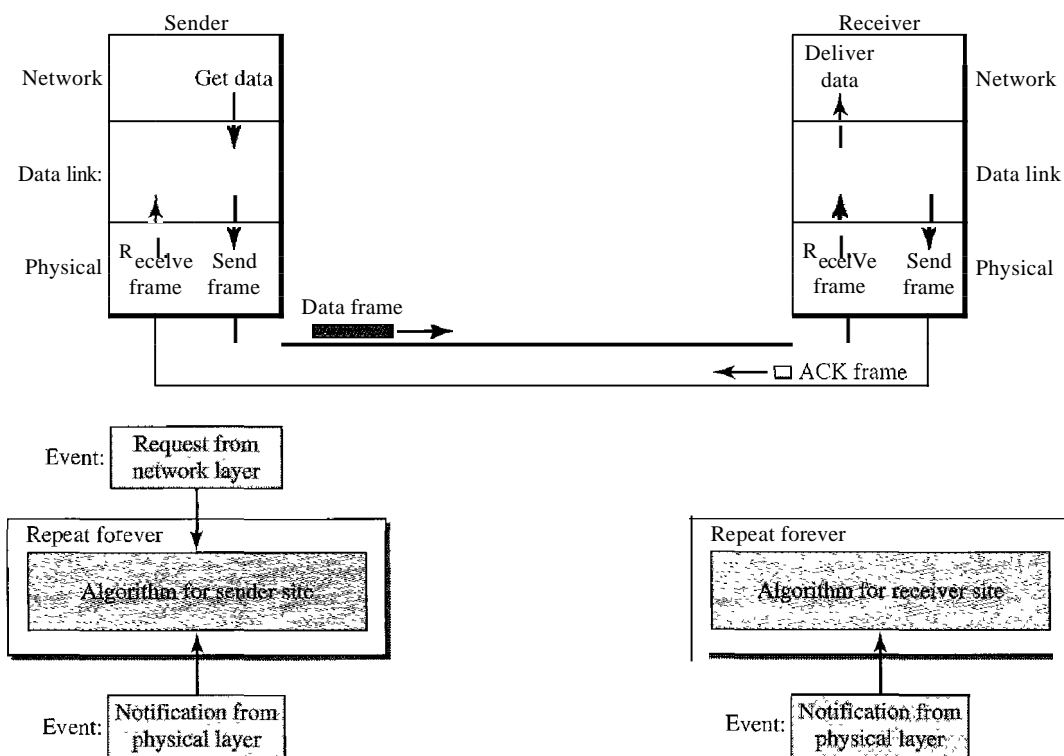 Sender
Receiver
Network
Get data
Deliver
data
Network
Data link:
Data link
Physical
Recelve
frame
Send
frame
Data frame
RecelVe
frame
Send
frame
Physical
ACK frame
Event:
Request from
network layer
Repeat forever
Algorithm for sender site
Event:
Notification from
physical layer
Repeat forever
Algorithm for receiver site
Event:
Notification from
physical layer